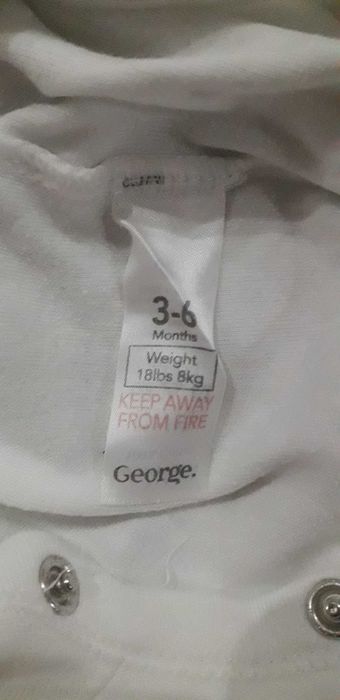 3-6
Months
Weight
18lbs 8kg
KEEP AWAY
FROM FIRE
George.